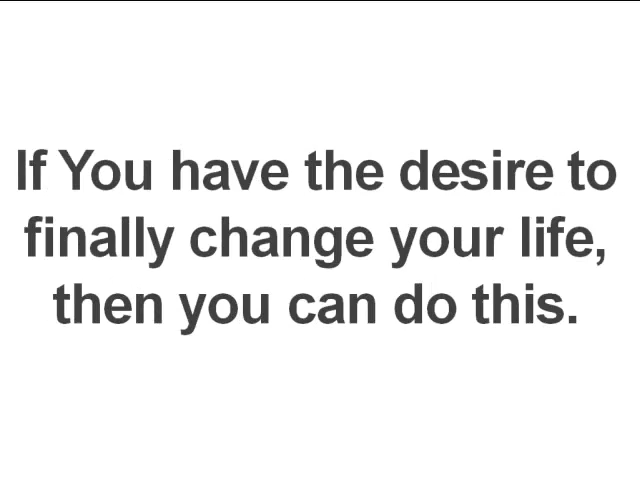 If You have the desire to
finally change your life,
then you can do this.